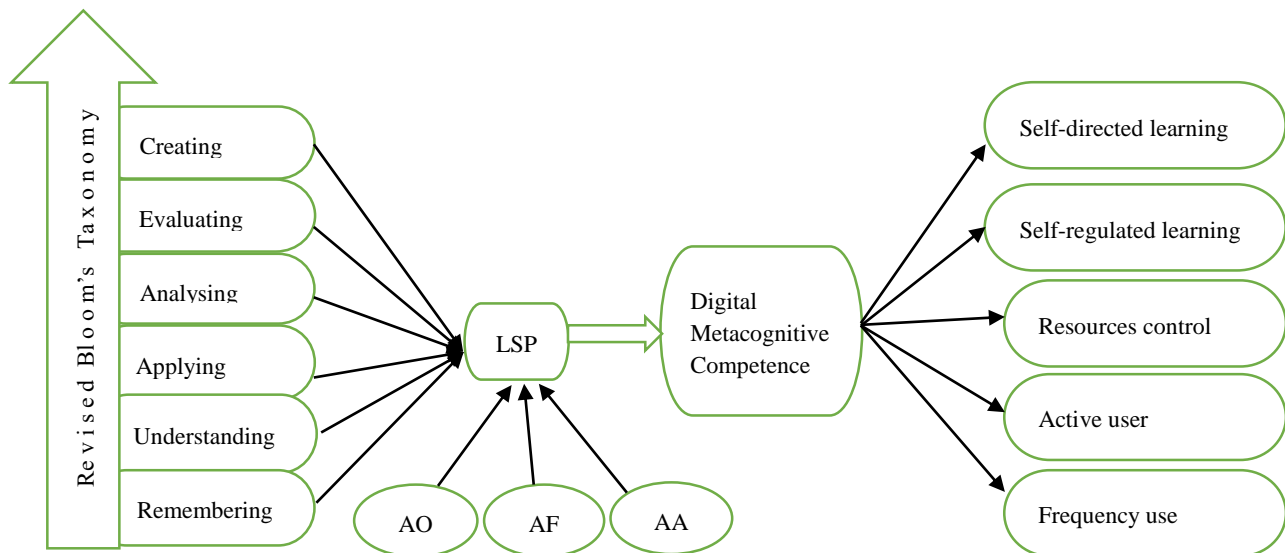 Revised Bloom's Taxonomy
Creating
Evaluating
Analysing
Applying
Understanding
Remembering
LSP
AO
AF
AA
Digital
Metacognitive
Competence
Self-directed learning
Self-regulated learning
Resources control
Active user
Frequency use